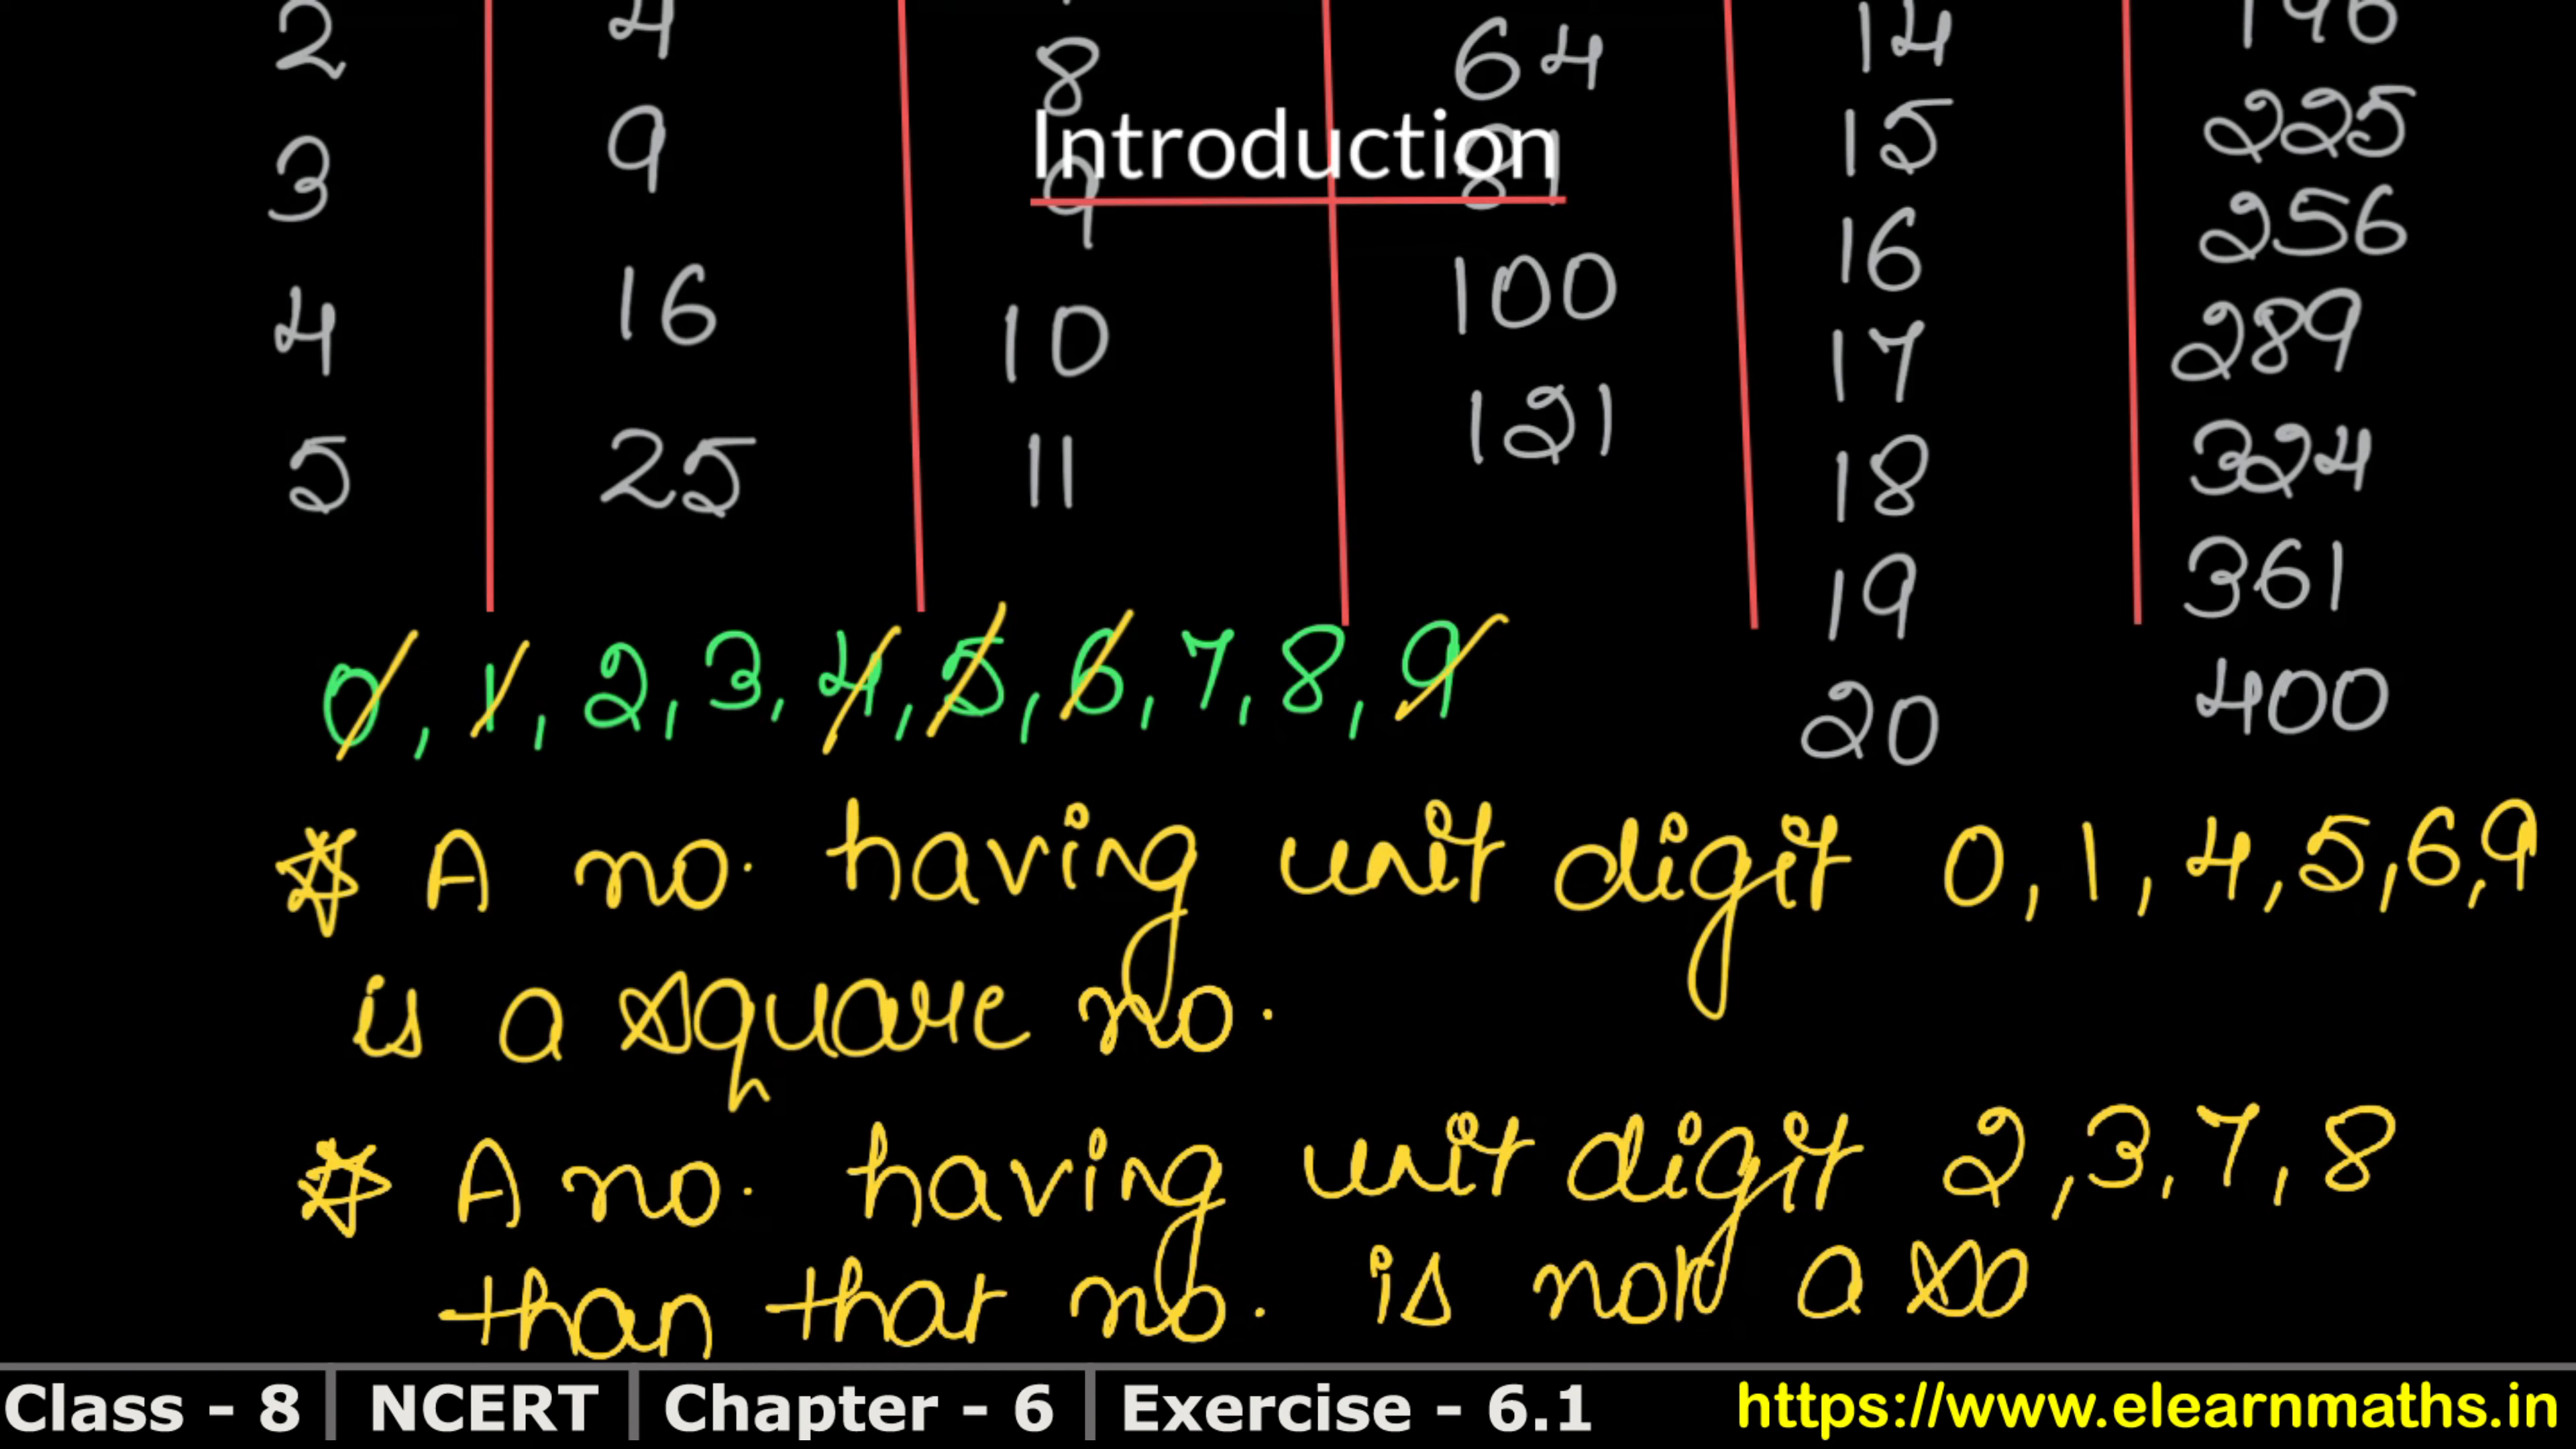 2 4 8 64 14 196
Introduction
3 9 9 81 15 225
4 16 10 100 16 256
5 25 11 121 17 289
18 324
19 361
20 400
0, 1, 2, 3, 4, 5, 6, 7, 8, 9
☆ A no. having unit digit 0, 1, 4, 5, 6, 9
is a square no.
☆ A no. having unit digit 2, 3, 7, 8
than that no. is not a
Class - 8 | NCERT | Chapter - 6 | Exercise - 6.1 https://www.elearnmaths.in